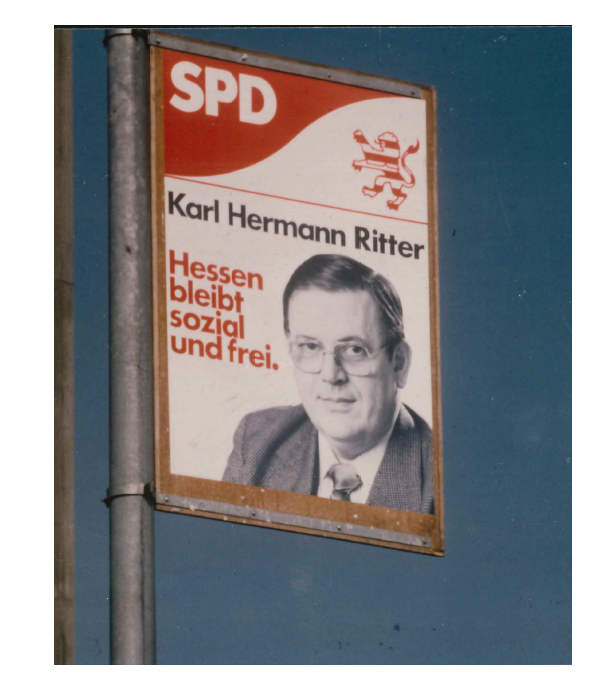 SPD
Karl Hermann Ritter
Hessen
bleibt
sozial
und frei.